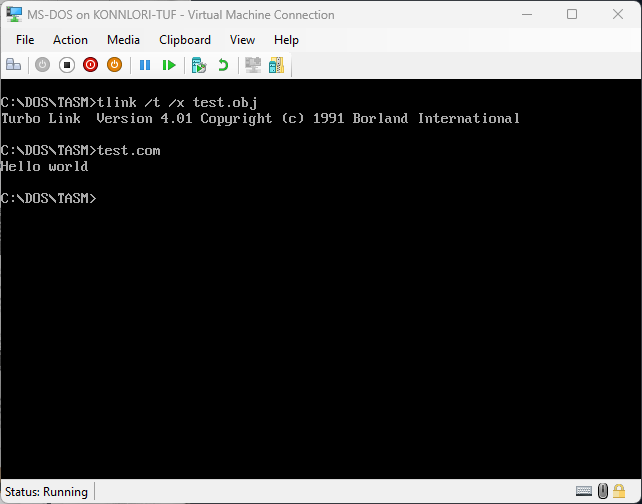 MS-DOS on KONNLORI-TUF - Virtual Machine Connection
File Action Media Clipboard View Help
C:\DOS\TASM>tlink /t /x test.obj
Turbo Link  Version 4.01 Copyright (c) 1991 Borland International
C:\DOS\TASM>test.com
Hello world
C:\DOS\TASM>
Status: Running